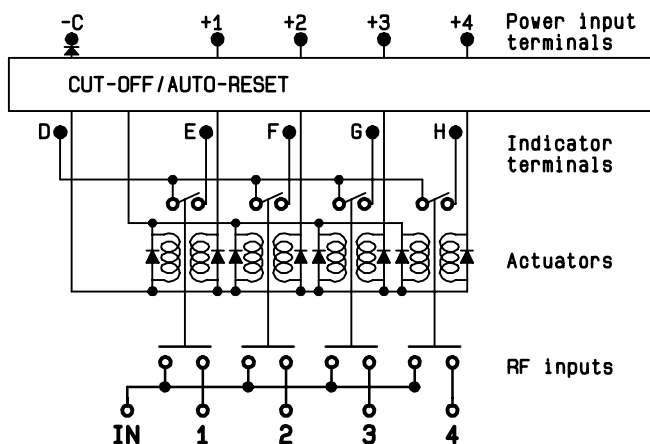 -C +1 +2 +3 +4 Power input
terminals
CUT-OFF/AUTO-RESET
D E F G H Indicator
terminals
Actuators
RF inputs
IN 1 2 3 4